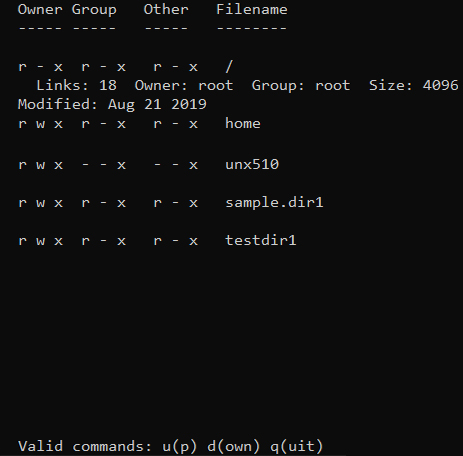 Owner Group   Other   Filename
----- -----   -----   --------
r - x  r - x   r - x   /
  Links: 18  Owner: root  Group: root  Size: 4096
Modified: Aug 21 2019
r w x  r - x   r - x   home
r w x  - - x   - - x   unx510
r w x  r - x   r - x   sample.dir1
r w x  r - x   r - x   testdir1
Valid commands: u(p) d(own) q(uit)